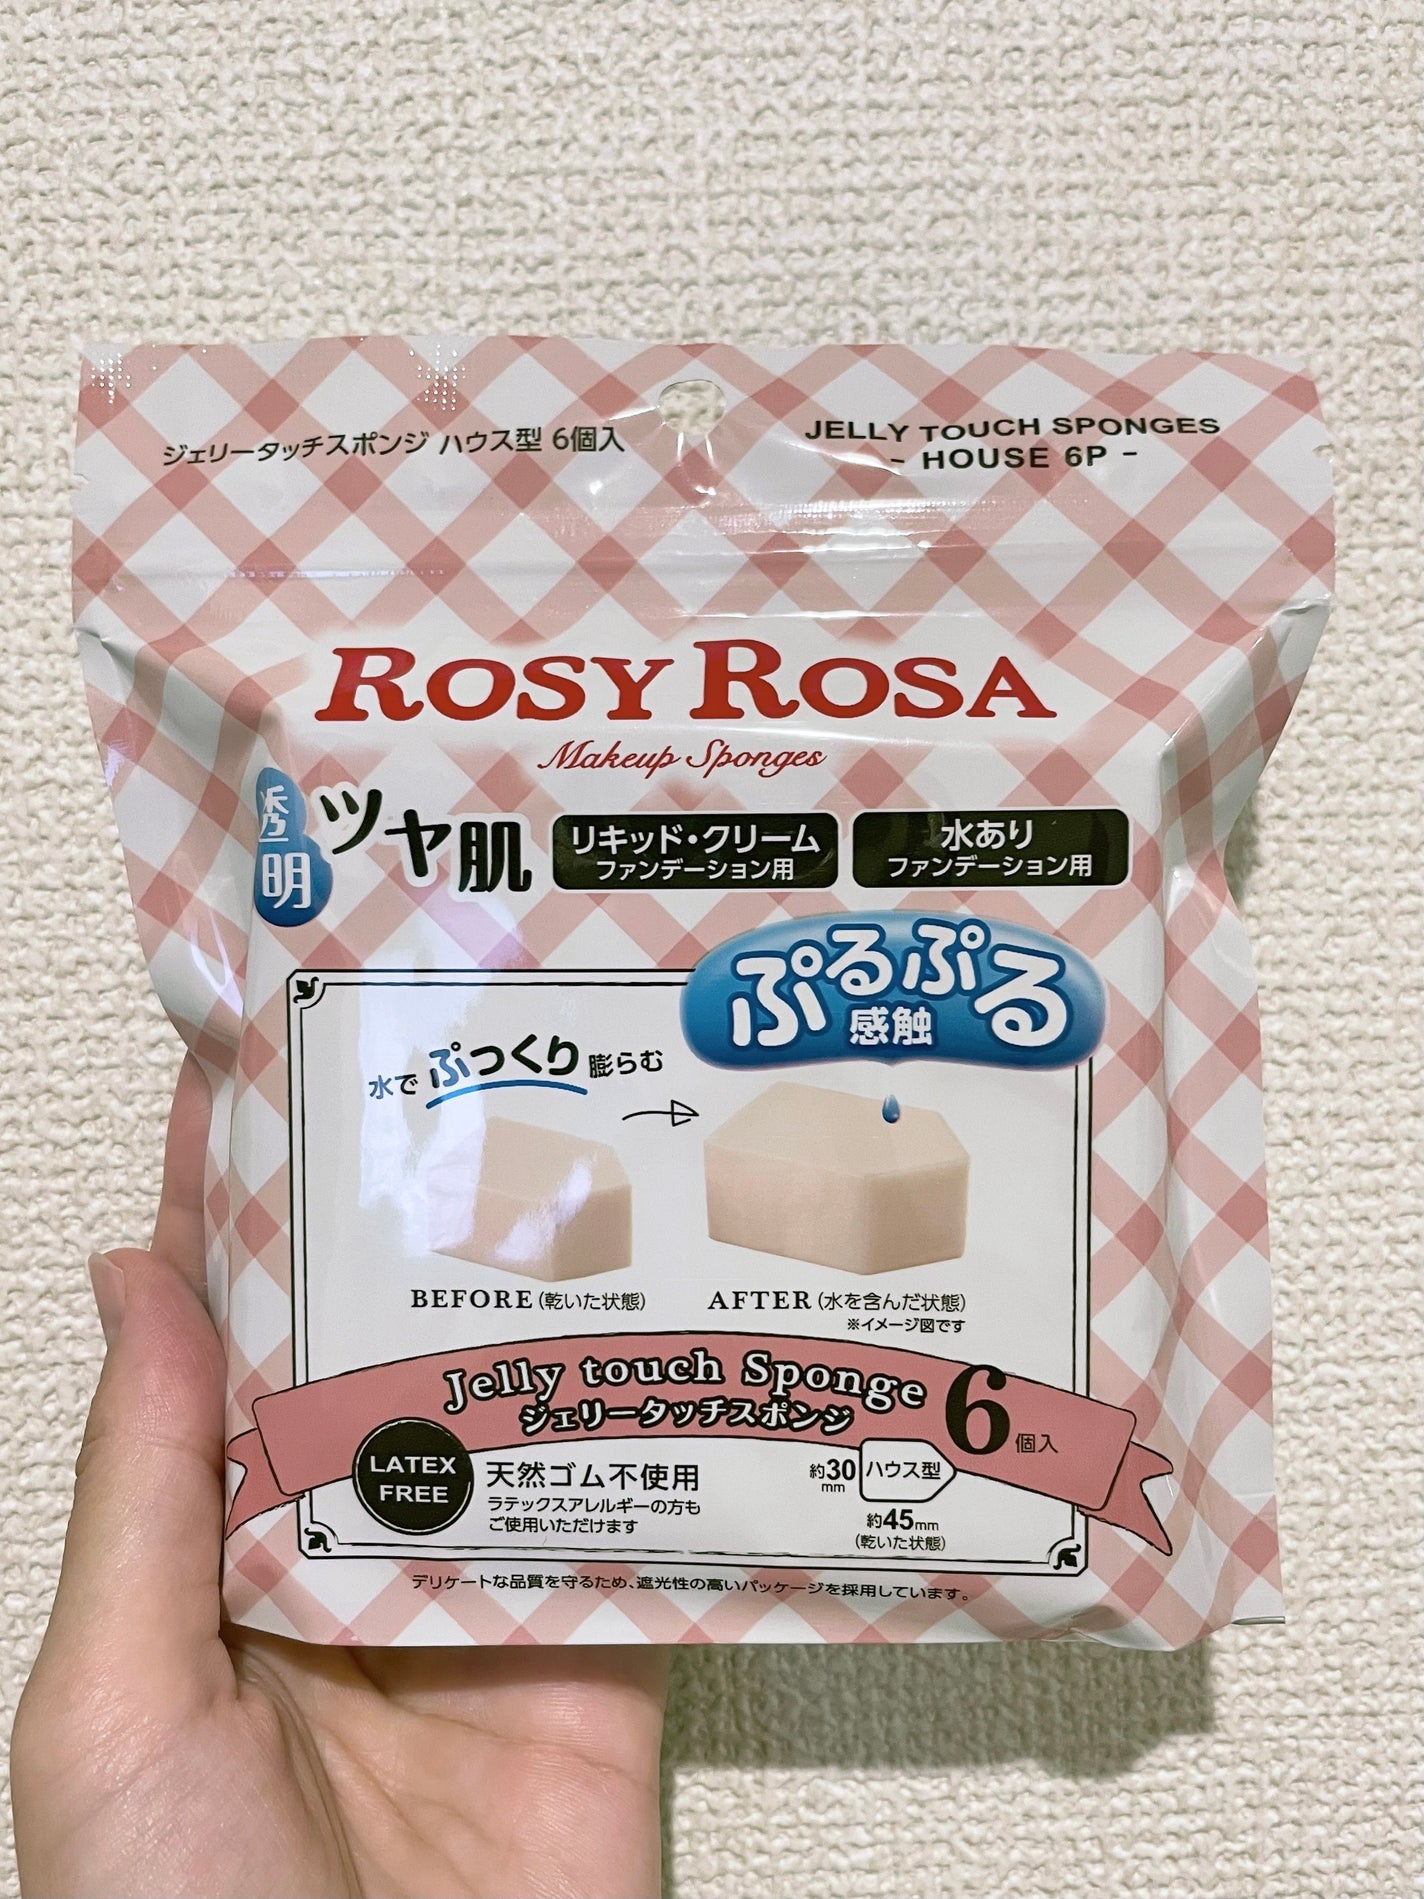 ジェリータッチスポンジ ハウス型 6個入
JELLY TOUCH SPONGES
- HOUSE 6P -
ROSY ROSA
Makeup Sponges
透明
ツヤ肌
リキッド・クリーム
ファンデーション用
水あり
ファンデーション用
ぷるぷる
感触
水でぷっくり膨らむ
BEFORE(乾いた状態)
AFTER(水を含んだ状態)
※イメージ図です
Jelly touch Sponge
ジェリータッチスポンジ
6個入
LATEX
FREE
天然ゴム不使用
ラテックスアレルギーの方も
ご使用いただけます
約30mm
ハウス型
約45mm
(乾いた状態)
デリケートな品質を守るため、遮光性の高いパッケージを採用しています。